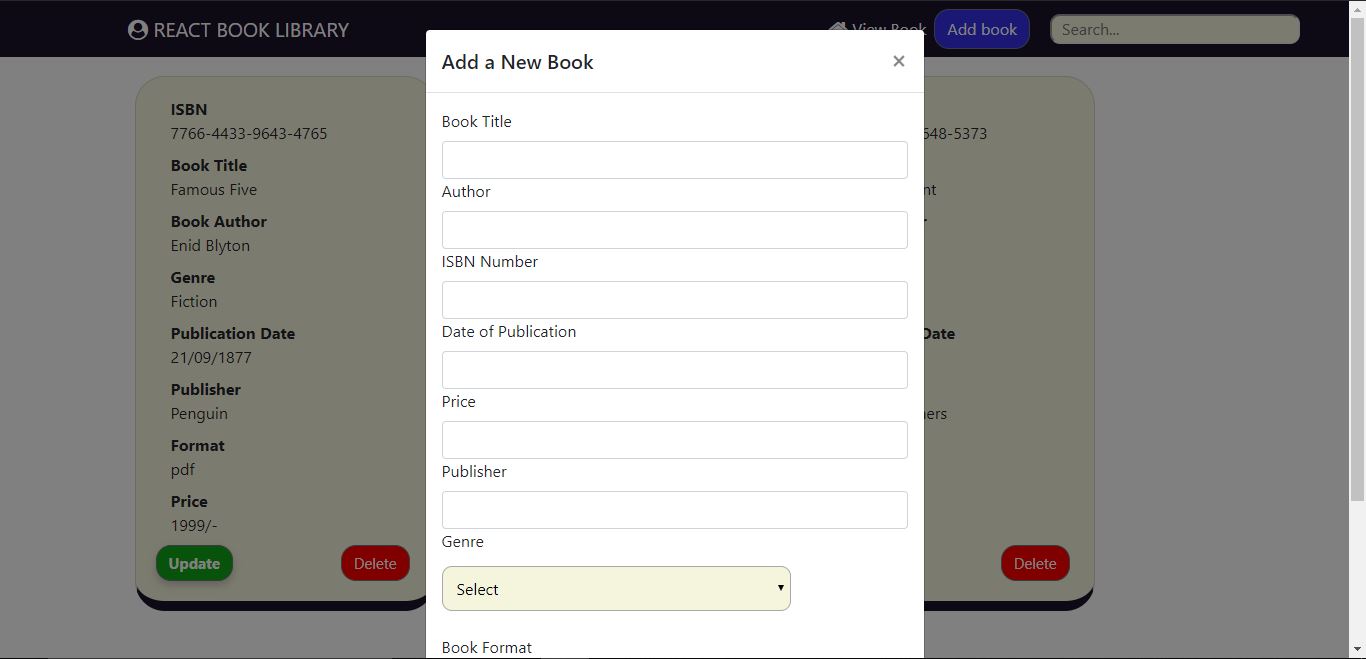 REACT BOOK LIBRARY
View Book
Add book
Search...
Add a New Book
×
Book Title
Author
ISBN Number
Date of Publication
Price
Publisher
Genre
Select
Book Format
ISBN
7766-4433-9643-4765
Book Title
Famous Five
Book Author
Enid Blyton
Genre
Fiction
Publication Date
21/09/1877
Publisher
Penguin
Format
pdf
Price
1999/-
Update
Delete
648-5373
nt
Date
ers
Delete